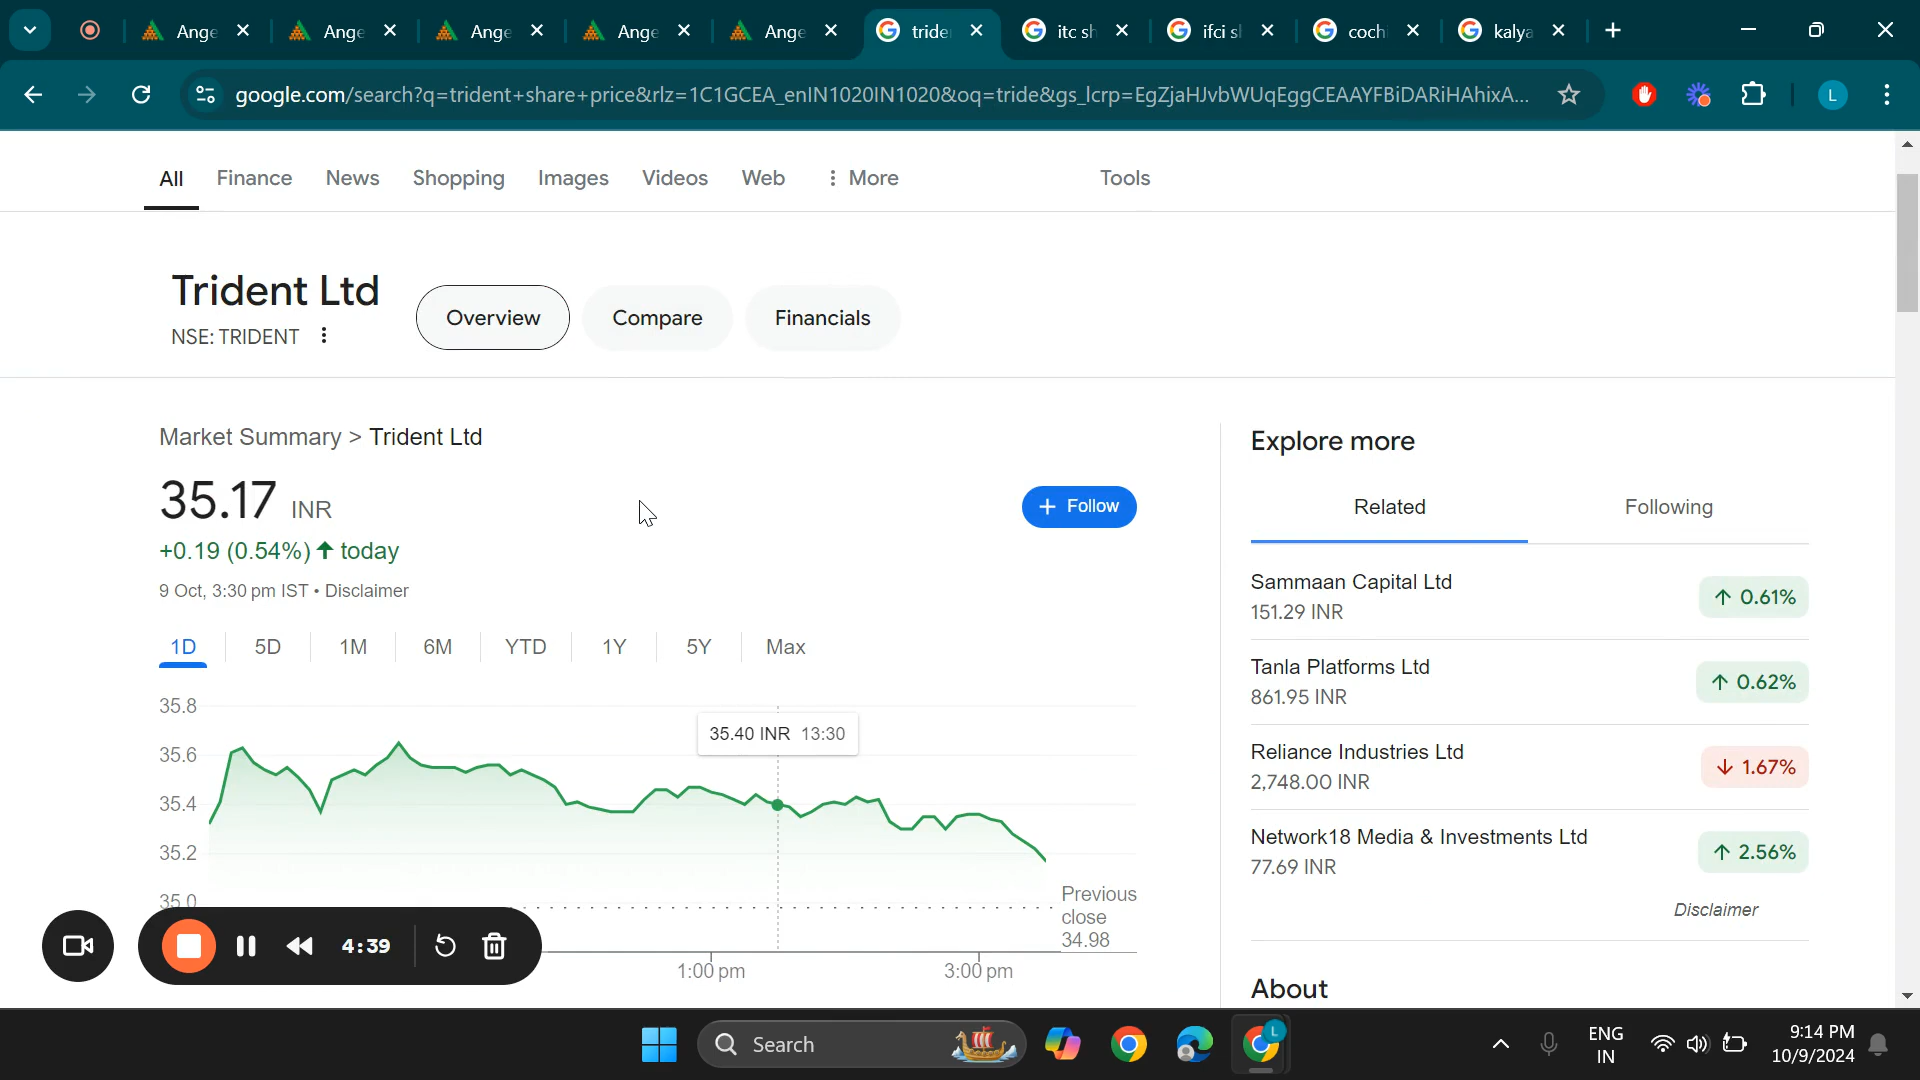 Ange
Ange
Ange
Ange
Ange
tride
itc sh
ifci sl
coch
kalya
google.com/search?q=trident+share+price&rlz=1C1GCEA_enIN1020IN1020&oq=tride&gs_lcrp=EgZjaHJvbWUqEggCEAAYFBiDARiHAhixA...
L
All
Finance
News
Shopping
Images
Videos
Web
More
Tools
Trident Ltd
NSE: TRIDENT
Overview
Compare
Financials
Market Summary > Trident Ltd
35.17 INR
+0.19 (0.54%) ↑ today
9 Oct, 3:30 pm IST • Disclaimer
+ Follow
1D
5D
1M
6M
YTD
1Y
5Y
Max
35.8
35.6
35.4
35.2
35.0
35.40 INR 13:30
Previous
close
34.98
1:00 pm
3:00 pm
Explore more
Related
Following
Sammaan Capital Ltd
151.29 INR
↑ 0.61%
Tanla Platforms Ltd
861.95 INR
↑ 0.62%
Reliance Industries Ltd
2,748.00 INR
↓ 1.67%
Network18 Media & Investments Ltd
77.69 INR
↑ 2.56%
Disclaimer
About
4:39
Search
L
ENG
IN
9:14 PM
10/9/2024